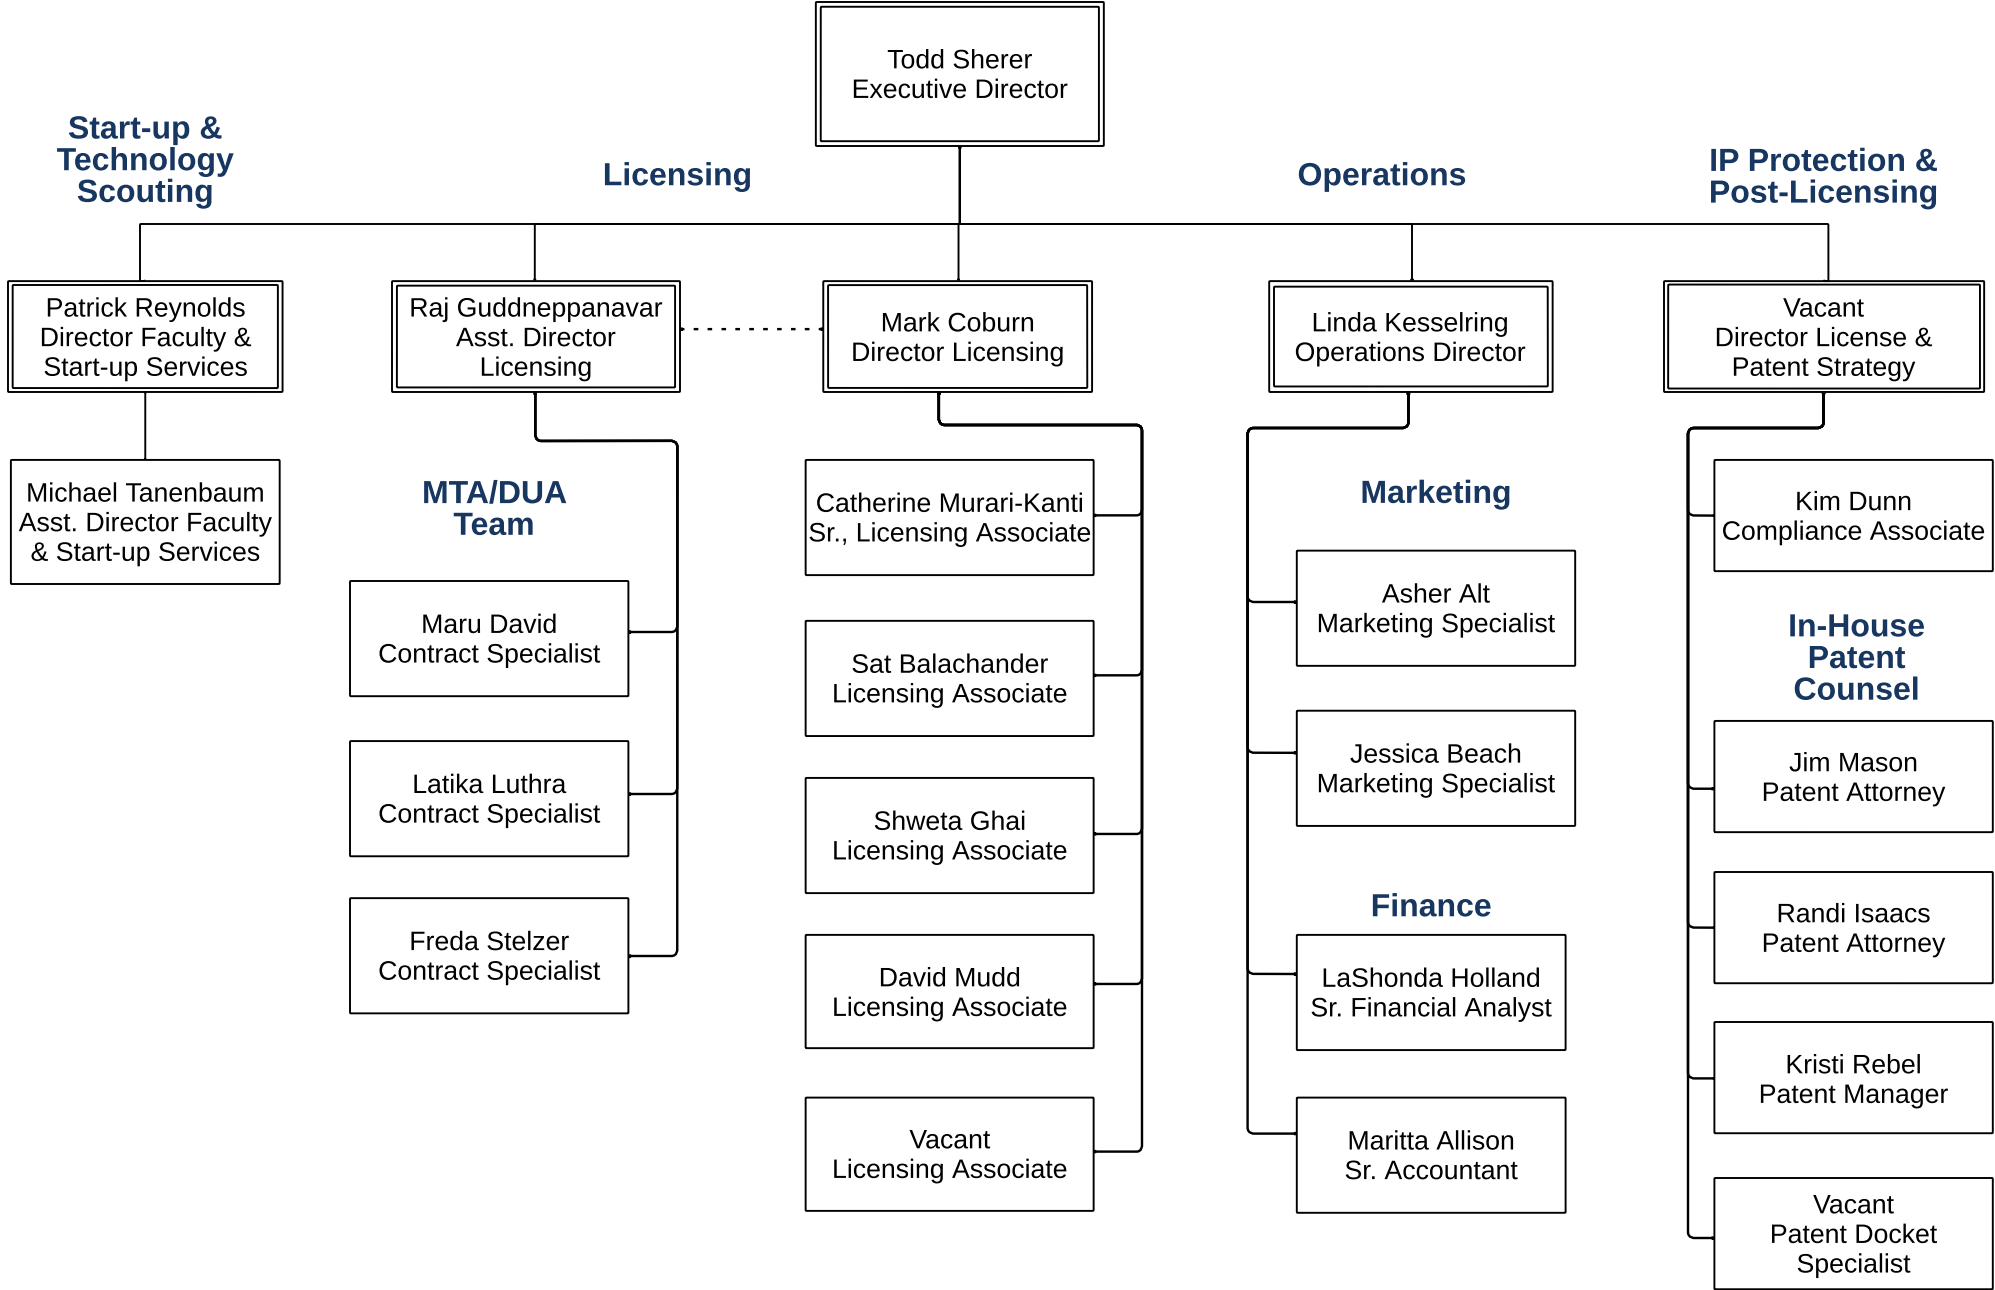 Todd Sherer
Executive Director
Start-up &
Technology
Scouting
Licensing
Operations
IP Protection &
Post-Licensing
Patrick Reynolds
Director Faculty &
Start-up Services
Raj Guddneppanavar
Asst. Director
Licensing
Mark Coburn
Director Licensing
Linda Kesselring
Operations Director
Vacant
Director License &
Patent Strategy
Michael Tanenbaum
Asst. Director Faculty
& Start-up Services
MTA/DUA
Team
Maru David
Contract Specialist
Latika Luthra
Contract Specialist
Freda Stelzer
Contract Specialist
Catherine Murari-Kanti
Sr., Licensing Associate
Sat Balachander
Licensing Associate
Shweta Ghai
Licensing Associate
David Mudd
Licensing Associate
Vacant
Licensing Associate
Marketing
Asher Alt
Marketing Specialist
Jessica Beach
Marketing Specialist
Finance
LaShonda Holland
Sr. Financial Analyst
Maritta Allison
Sr. Accountant
Kim Dunn
Compliance Associate
In-House
Patent
Counsel
Jim Mason
Patent Attorney
Randi Isaacs
Patent Attorney
Kristi Rebel
Patent Manager
Vacant
Patent Docket
Specialist